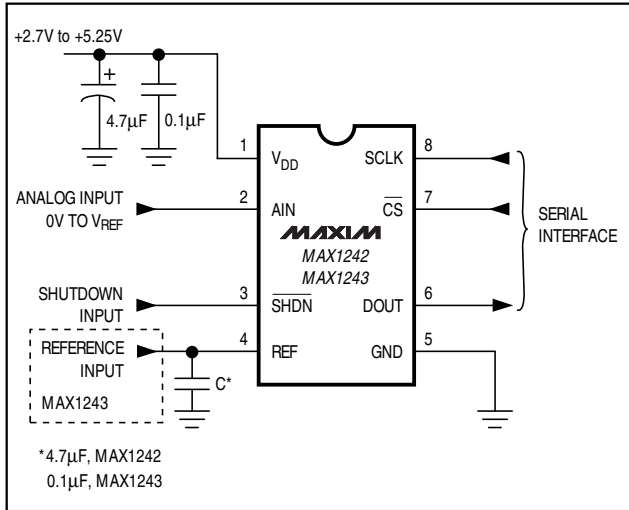 +2.7V to +5.25V
+
4.7µF
0.1µF
1
VDD
SCLK
8
ANALOG INPUT
0V TO VREF
2
AIN
CS
7
MAXIM
MAX1242
MAX1243
SERIAL
INTERFACE
SHUTDOWN
INPUT
3
SHDN
DOUT
6
REFERENCE
INPUT
4
REF
GND
5
MAX1243
C*
*4.7µF, MAX1242
0.1µF, MAX1243